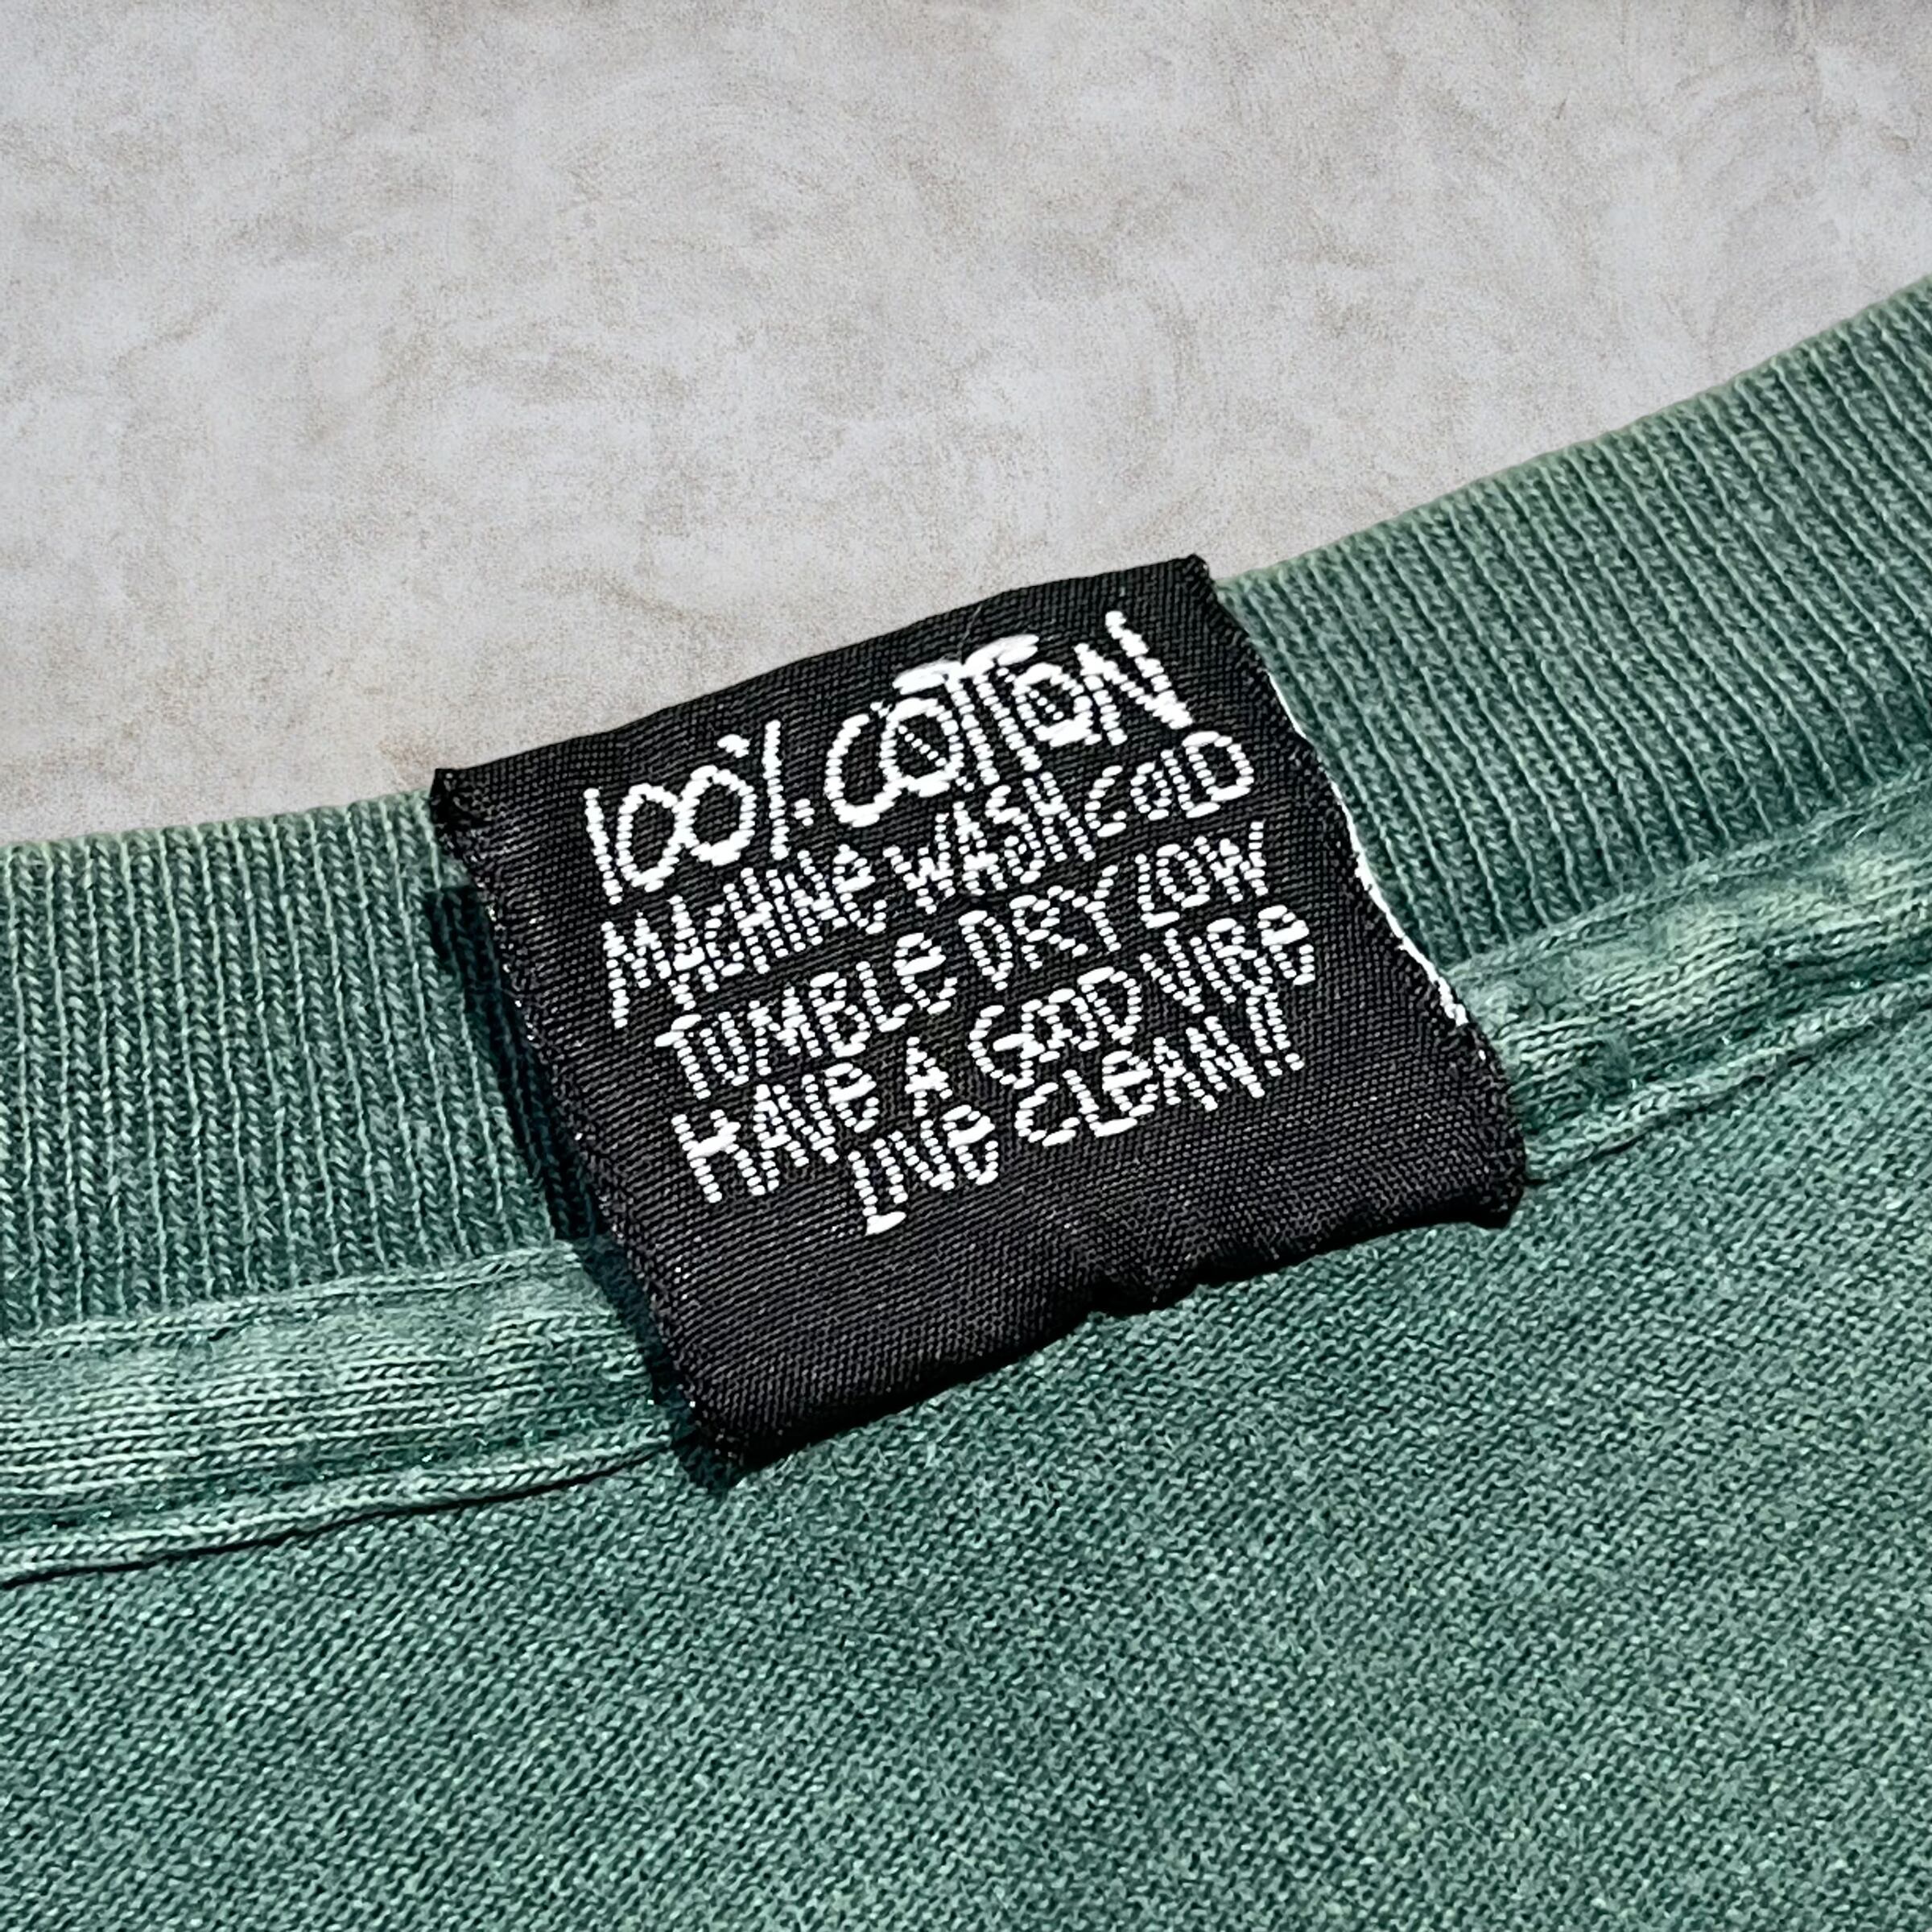 100% COTTON
MACHINE WASH COLD
TUMBLE DRY LOW
HAVE A GOOD VIBE
LIVE CLEAN!!